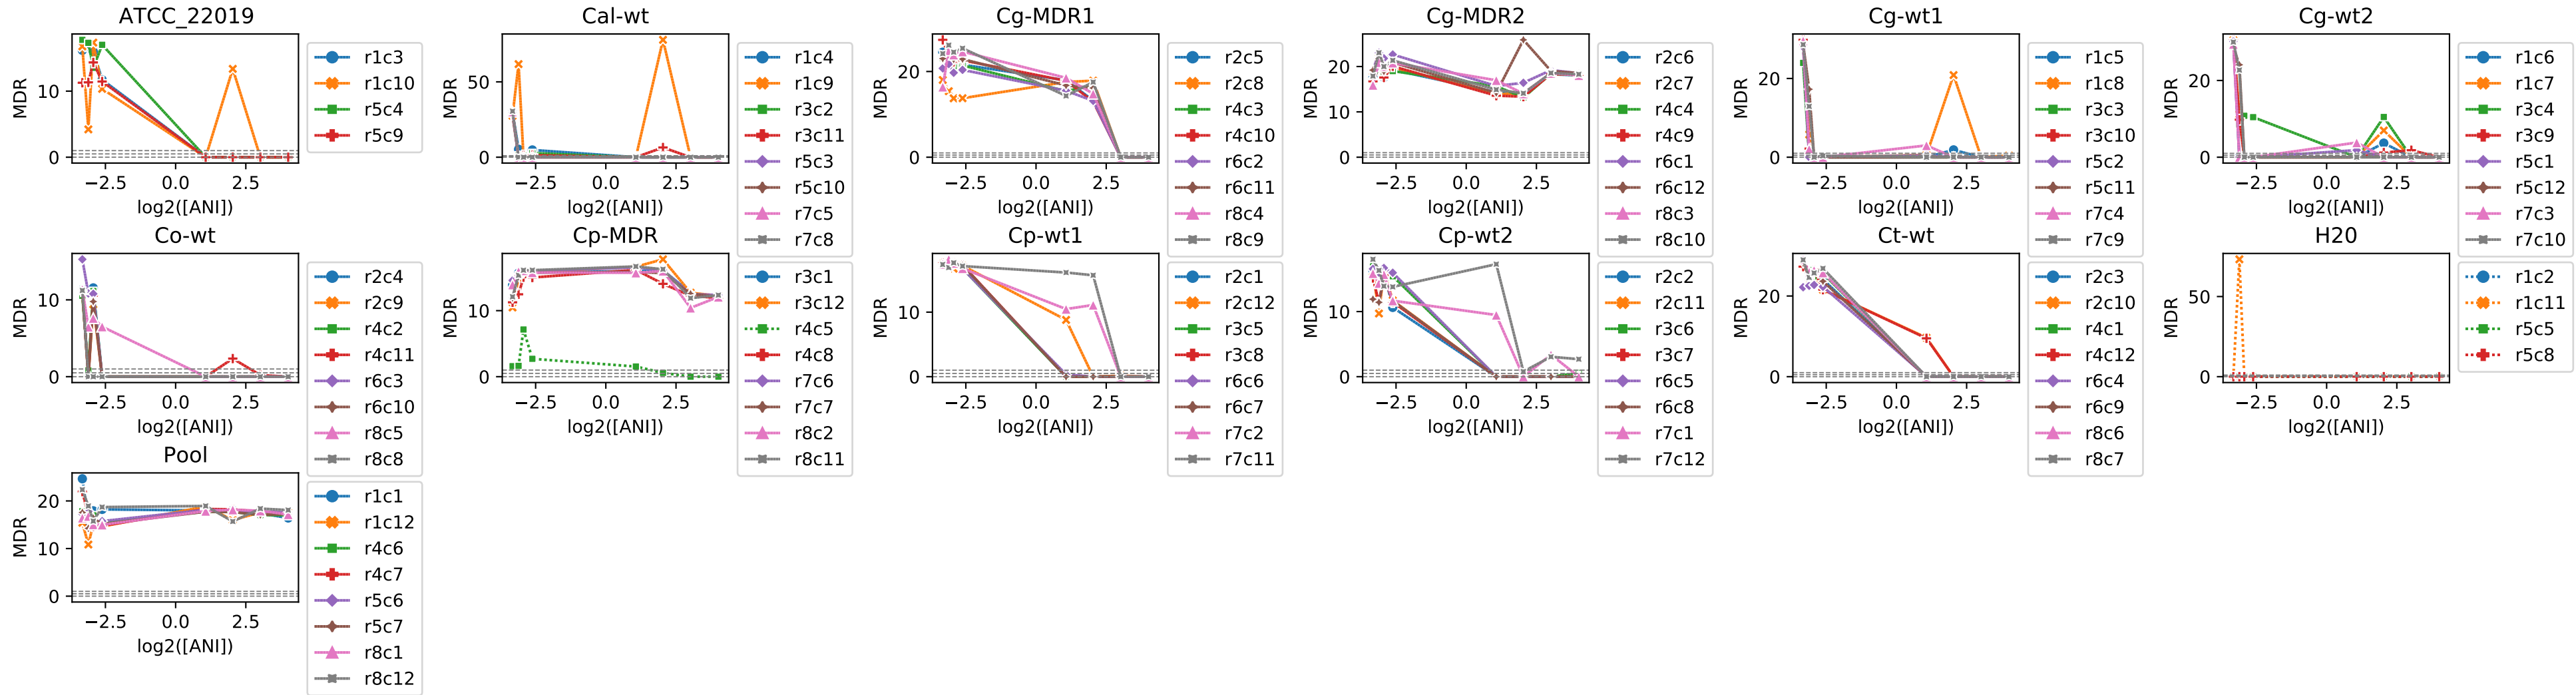 ATCC_22019
MDR
10
0
−2.5 0.0 2.5
log2([ANI])
r1c3
r1c10
r5c4
r5c9
Cal-wt
MDR
50
0
−2.5 0.0 2.5
log2([ANI])
r1c4
r1c9
r3c2
r3c11
r5c3
r5c10
r7c5
r7c8
Cg-MDR1
MDR
20
0
−2.5 0.0 2.5
log2([ANI])
r2c5
r2c8
r4c3
r4c10
r6c2
r6c11
r8c4
r8c9
Cg-MDR2
MDR
20
10
0
−2.5 0.0 2.5
log2([ANI])
r2c6
r2c7
r4c4
r4c9
r6c1
r6c12
r8c3
r8c10
Cg-wt1
MDR
20
0
−2.5 0.0 2.5
log2([ANI])
r1c5
r1c8
r3c3
r3c10
r5c2
r5c11
r7c4
r7c9
Cg-wt2
MDR
20
0
−2.5 0.0 2.5
log2([ANI])
r1c6
r1c7
r3c4
r3c9
r5c1
r5c12
r7c3
r7c10
Co-wt
MDR
10
0
−2.5 0.0 2.5
log2([ANI])
r2c4
r2c9
r4c2
r4c11
r6c3
r6c10
r8c5
r8c8
Cp-MDR
MDR
10
0
−2.5 0.0 2.5
log2([ANI])
r3c1
r3c12
r4c5
r4c8
r7c6
r7c7
r8c2
r8c11
Cp-wt1
MDR
10
0
−2.5 0.0 2.5
log2([ANI])
r2c1
r2c12
r3c5
r3c8
r6c6
r6c7
r7c2
r7c11
Cp-wt2
MDR
10
0
−2.5 0.0 2.5
log2([ANI])
r2c2
r2c11
r3c6
r3c7
r6c5
r6c8
r7c1
r7c12
Ct-wt
MDR
20
0
−2.5 0.0 2.5
log2([ANI])
r2c3
r2c10
r4c1
r4c12
r6c4
r6c9
r8c6
r8c7
H20
MDR
50
0
−2.5 0.0 2.5
log2([ANI])
r1c2
r1c11
r5c5
r5c8
Pool
MDR
20
10
0
−2.5 0.0 2.5
log2([ANI])
r1c1
r1c12
r4c6
r4c7
r5c6
r5c7
r8c1
r8c12